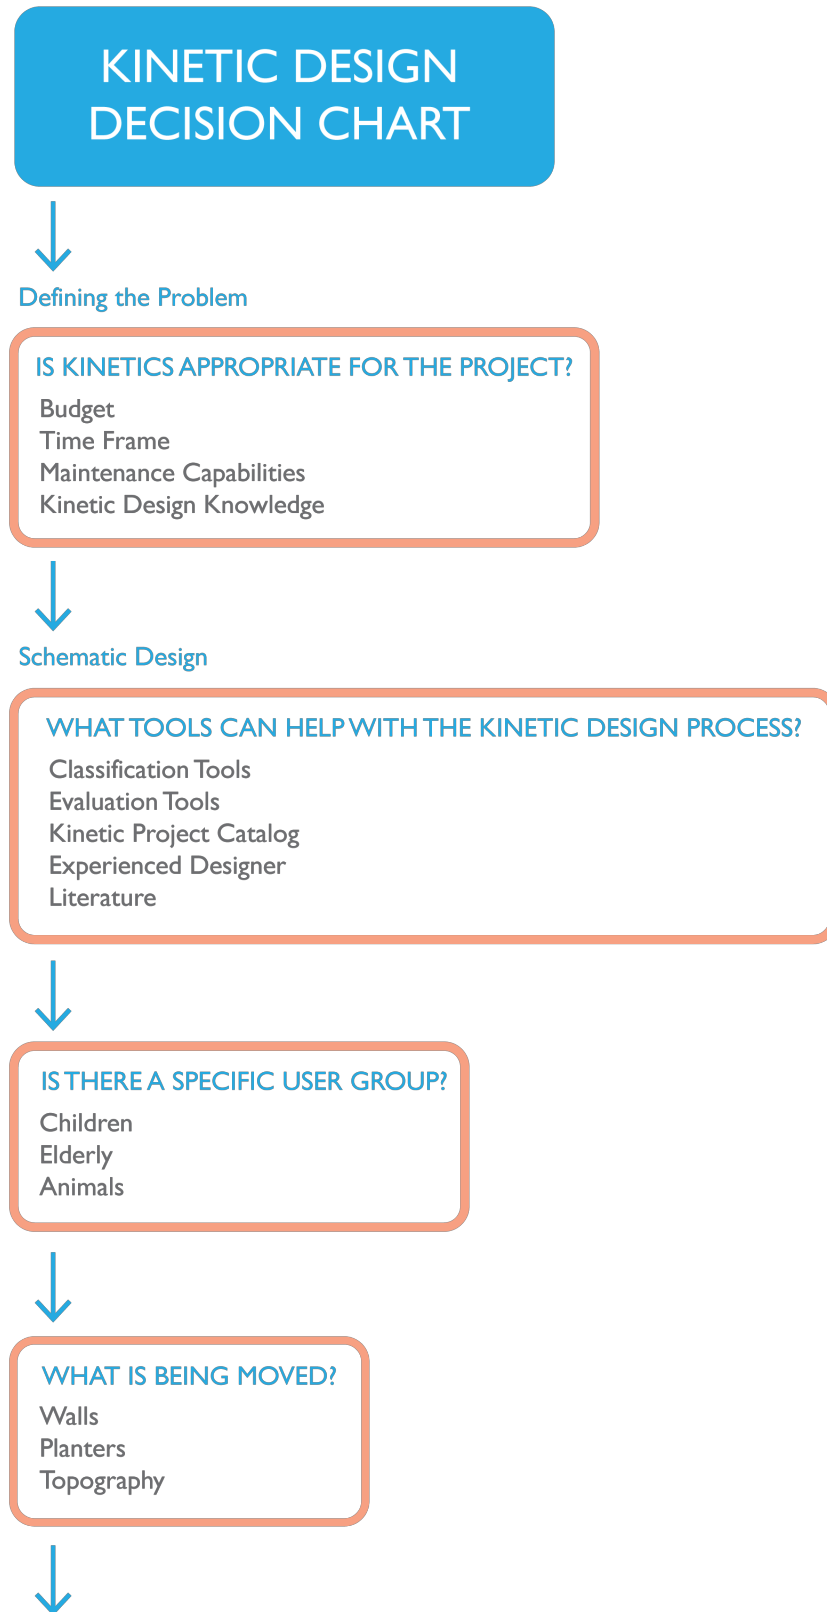 KINETIC DESIGN
DECISION CHART
Defining the Problem
IS KINETICS APPROPRIATE FOR THE PROJECT?
Budget
Time Frame
Maintenance Capabilities
Kinetic Design Knowledge
Schematic Design
WHAT TOOLS CAN HELP WITH THE KINETIC DESIGN PROCESS?
Classification Tools
Evaluation Tools
Kinetic Project Catalog
Experienced Designer
Literature
IS THERE A SPECIFIC USER GROUP?
Children
Elderly
Animals
WHAT IS BEING MOVED?
Walls
Planters
Topography